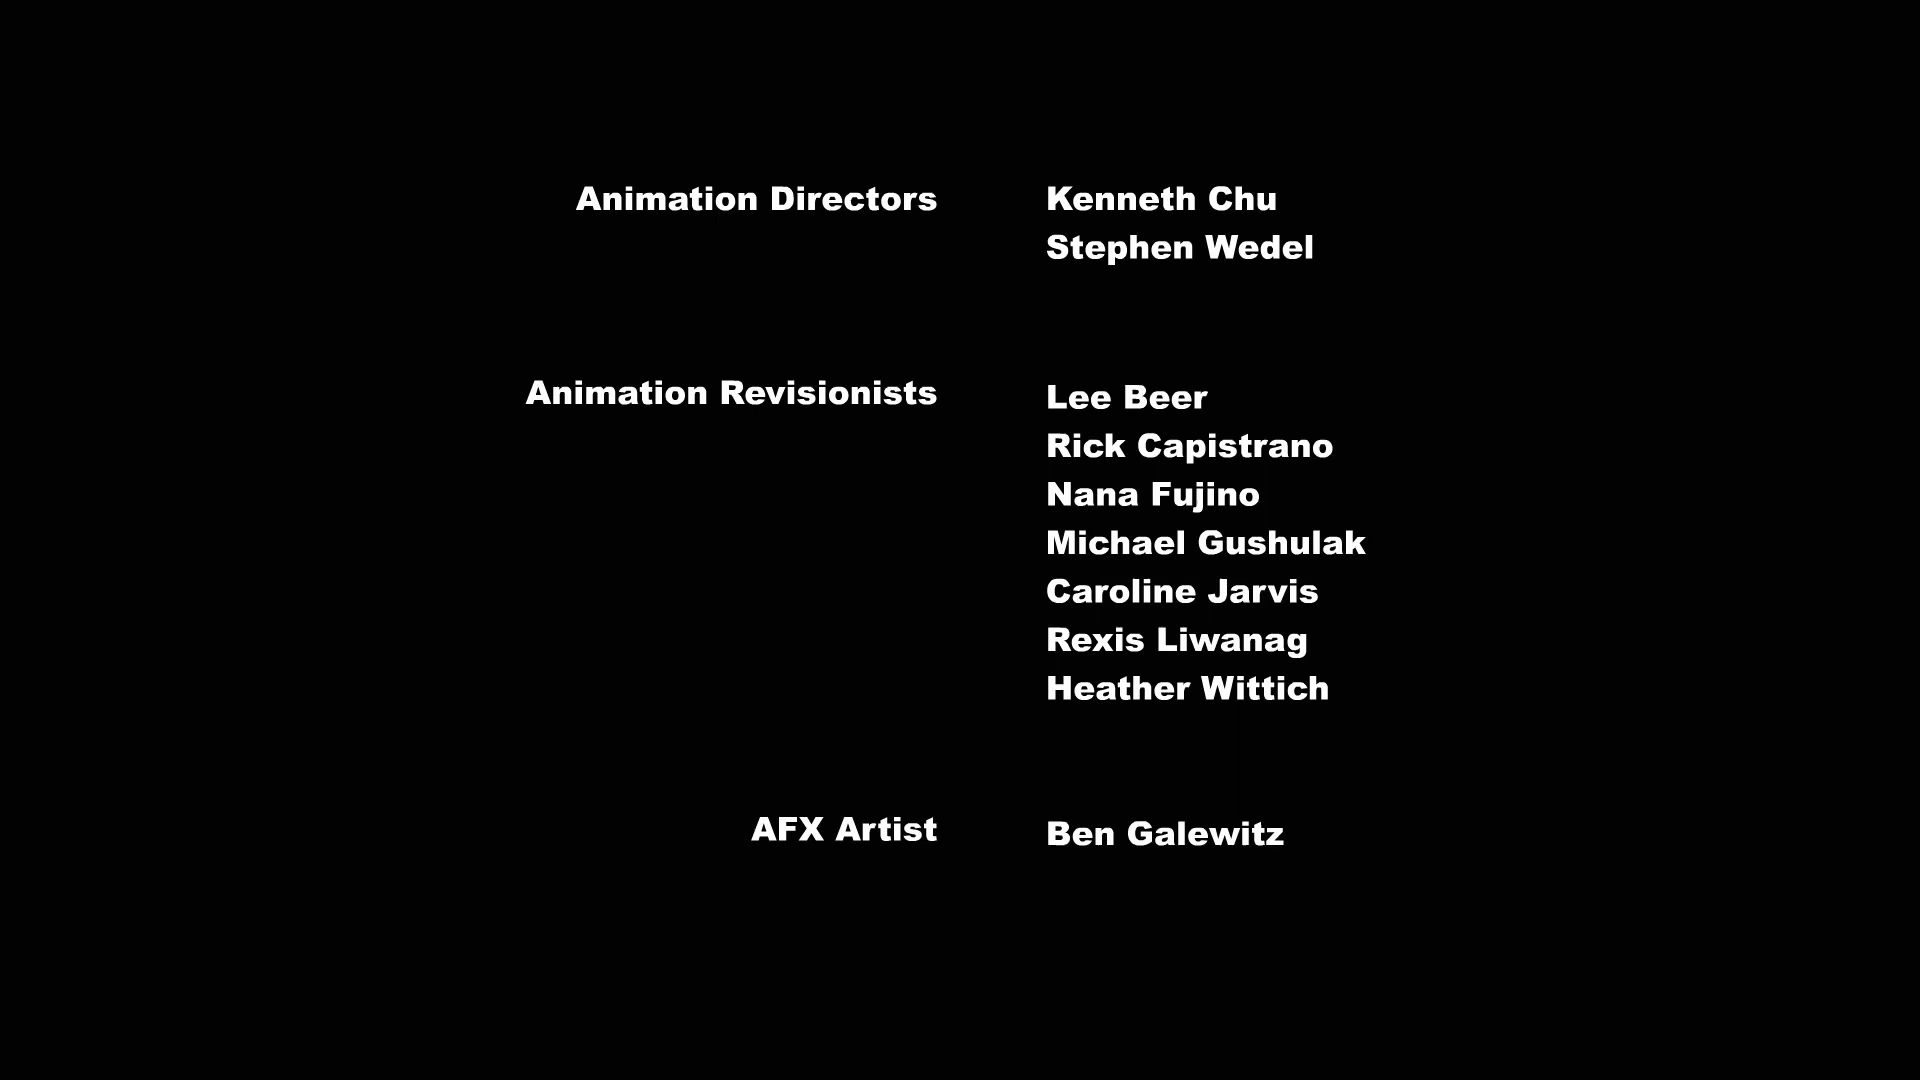 Animation Directors Kenneth Chu
Stephen Wedel
Animation Revisionists Lee Beer
Rick Capistrano
Nana Fujino
Michael Gushulak
Caroline Jarvis
Rexis Liwanag
Heather Wittich
AFX Artist Ben Galewitz